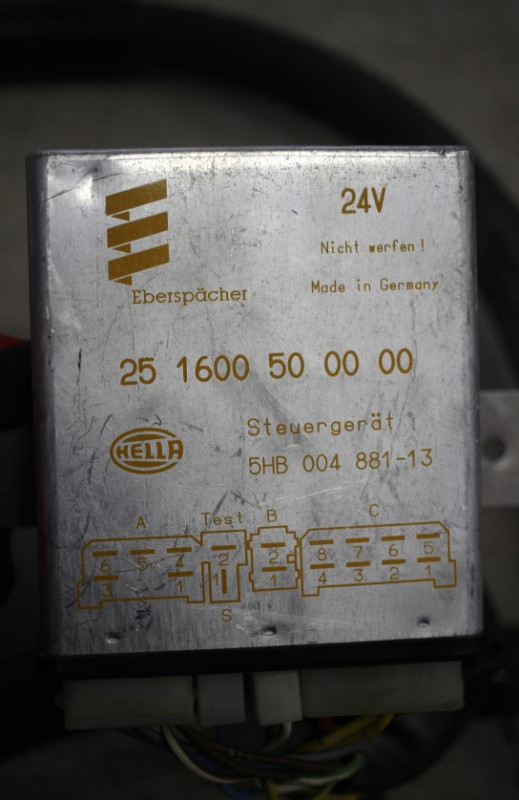 24V
Nicht werfen!
Eberspächer
Made in Germany
25 1600 50 00 00
HELLA
Steuergerät
5HB 004 881-13
A Test B C
6 5 4 2 2 8 7 6 5
3 1 1 1 4 3 2 1
S